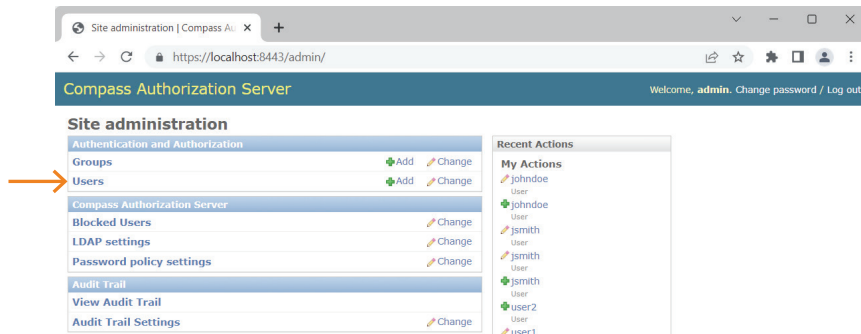 Site administration | Compass Au
https://localhost:8443/admin/
Compass Authorization Server
Welcome, admin. Change password / Log out
Site administration
Authentication and Authorization
Groups Add Change
Users Add Change
Compass Authorization Server
Blocked Users Change
LDAP settings Change
Password policy settings Change
Audit Trail
View Audit Trail
Audit Trail Settings Change
Recent Actions
My Actions
johndoe
User
johndoe
User
jsmith
User
jsmith
User
jsmith
User
user2
User
user1